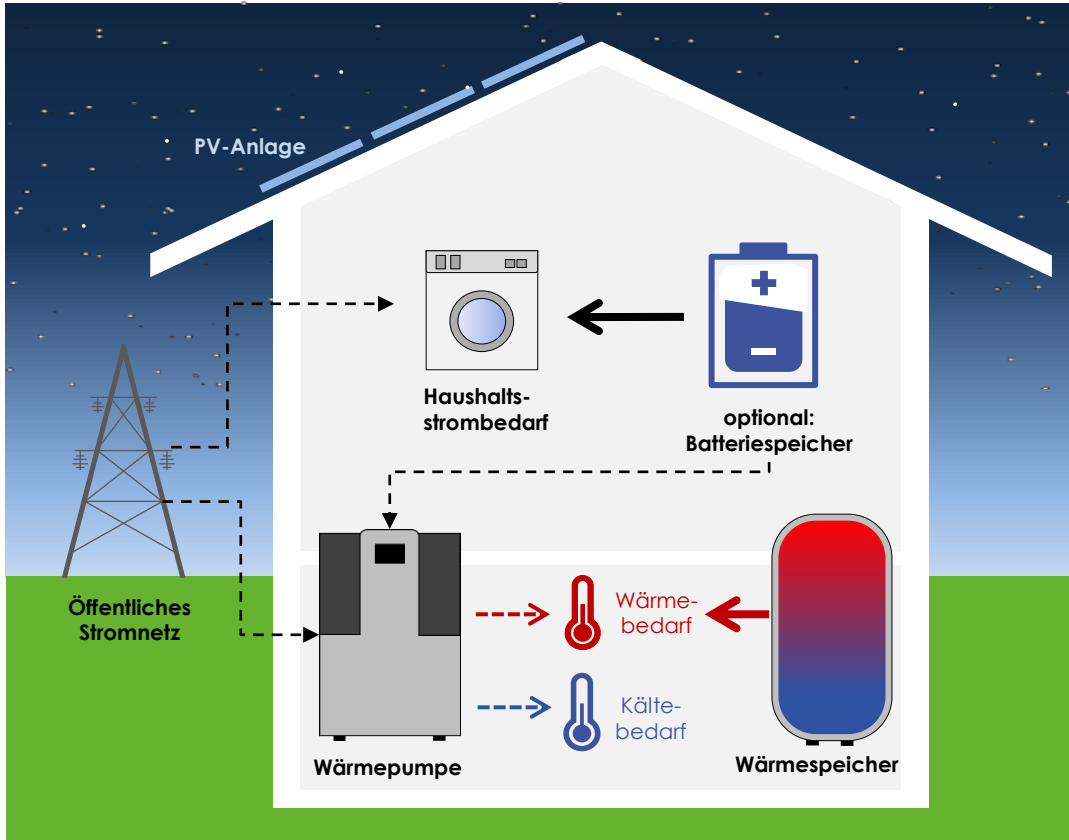 PV-Anlage
Haushalts-
strombedarf
optional:
Batteriespeicher
Öffentliches
Stromnetz
Wärme-
bedarf
Kälte-
bedarf
Wärmepumpe
Wärmespeicher